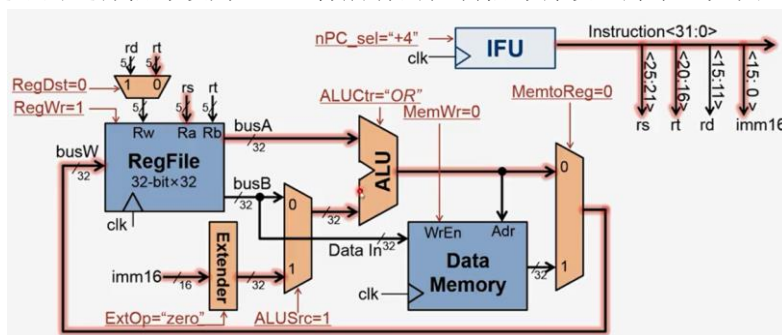 nPC_sel="+4"
clk
IFU
Instruction<31:0>
rd rt
5 5
RegDst=0
1 0
rs rt
5 5 5
RegWr=1
Rw Ra Rb
busW
32
RegFile
32-bit×32
clk
busA
32
busB
32
ALUCtr="OR"
ALU
MemWr=0
MemtoReg=0
<25:21>
<20:16>
<15:11>
<15:0>
rs rt rd imm16
0
1
32
0
1
Data In
32
WrEn Adr
Data
Memory
clk
32
imm16
16
Extender
32
ExtOp="zero"
ALUSrc=1